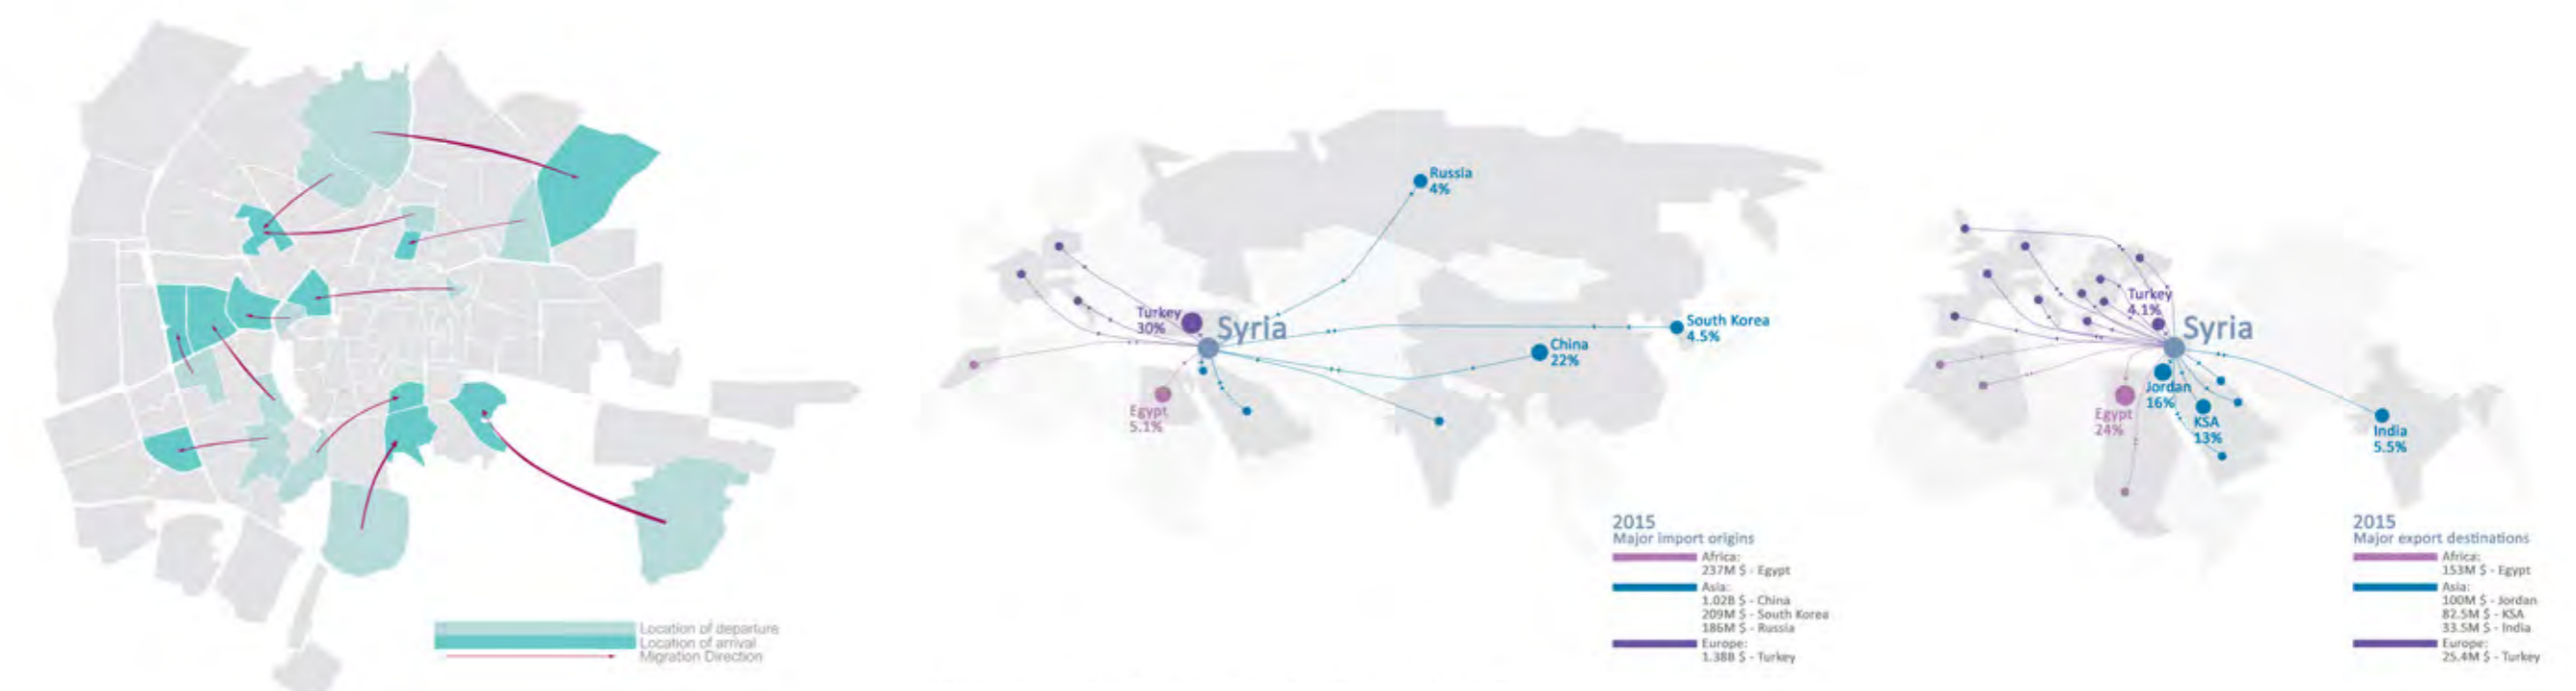 Location of departure
Location of arrival
Migration Direction
Russia
4%
Turkey
30%
Syria
South Korea
4.5%
China
22%
Egypt
5.1%
2015
Major import origins
Africa:
237M $ - Egypt
Asia:
1.02B $ - China
209M $ - South Korea
186M $ - Russia
Europe:
1.38B $ - Turkey
Turkey
4.1%
Syria
Jordan
16%
Egypt
24%
KSA
13%
India
5.5%
2015
Major export destinations
Africa:
153M $ - Egypt
Asia:
100M $ - Jordan
82.5M $ - KSA
33.5M $ - India
Europe:
25.4M $ - Turkey